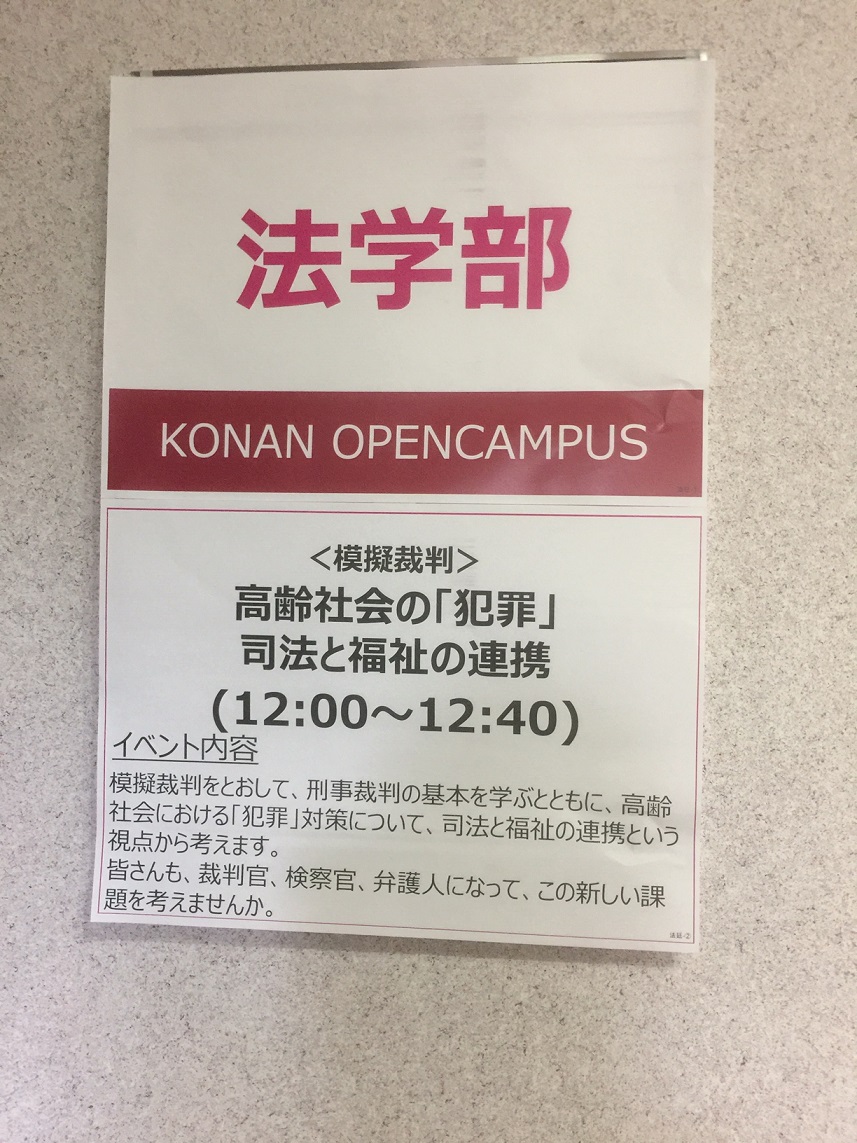 法学部
KONAN OPENCAMPUS
＜模擬裁判＞
高齢社会の「犯罪」
司法と福祉の連携
(12:00～12:40)
イベント内容
模擬裁判をとおして、刑事裁判の基本を学ぶとともに、高齢
社会における「犯罪」対策について、司法と福祉の連携という
視点から考えます。
皆さんも、裁判官、検察官、弁護人になって、この新しい課
題を考えませんか。
法廷-②